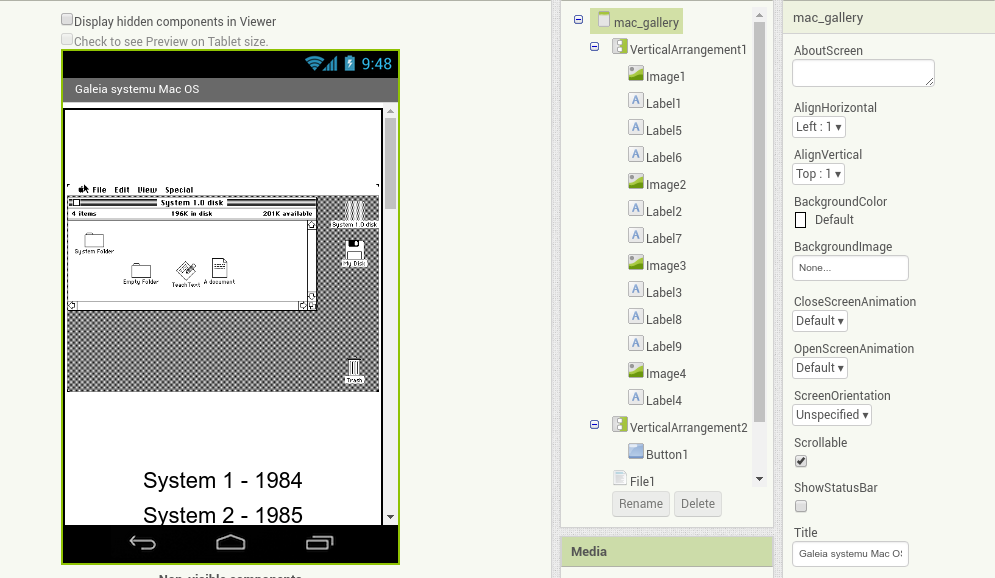 Display hidden components in Viewer
Check to see Preview on Tablet size.
9:48
Galeia systemu Mac OS
File Edit View Special
System 1.0 disk
4 items 196K in disk 201K available
System Folder
Empty Folder
TeachText
A document
System 1.0 disk
My Disk
Trash
System 1 - 1984
System 2 - 1985
Non-visible components
mac_gallery
VerticalArrangement1
Image1
Label1
Label5
Label6
Image2
Label2
Label7
Image3
Label3
Label8
Label9
Image4
Label4
VerticalArrangement2
Button1
File1
Rename Delete
Media
mac_gallery
AboutScreen
AlignHorizontal
Left : 1 ▾
AlignVertical
Top : 1 ▾
BackgroundColor
Default
BackgroundImage
None...
CloseScreenAnimation
Default ▾
OpenScreenAnimation
Default ▾
ScreenOrientation
Unspecified ▾
Scrollable
ShowStatusBar
Title
Galeia systemu Mac OS